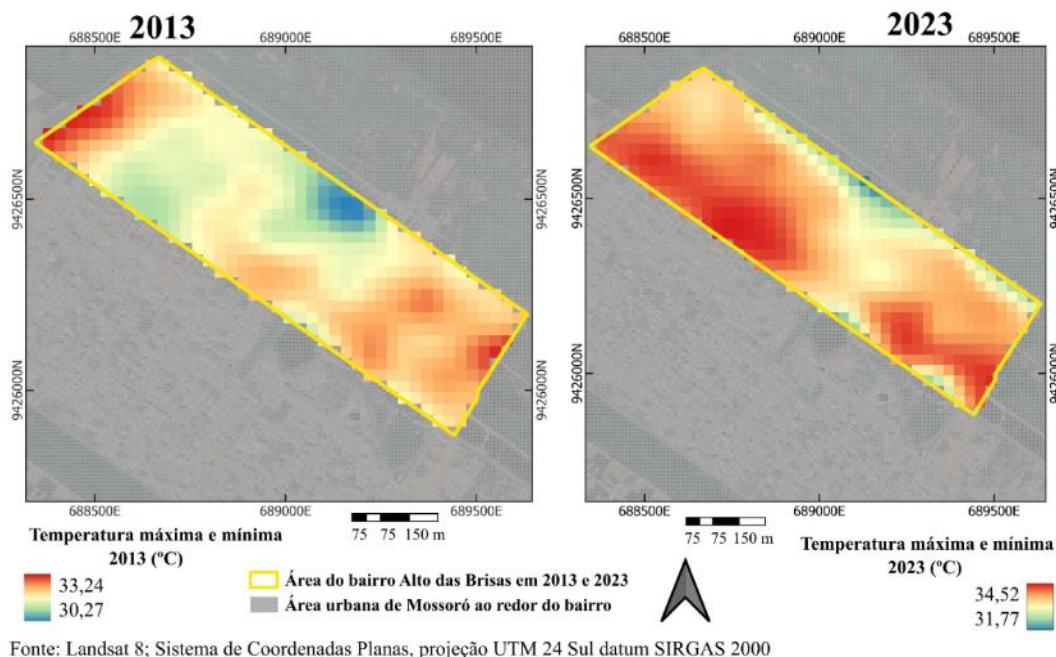 2013
2023
688500E 689000E 689500E
688500E 689000E 689500E
9426500N
9426500N
9426500N
9426500N
9426000N
9426000N
9426000N
9426000N
688500E 689000E 689500E
688500E 689000E 689500E
75 75 150 m
75 75 150 m
Temperatura máxima e mínima
2013 (ºC)
33,24
30,27
Área do bairro Alto das Brisas em 2013 e 2023
Área urbana de Mossoró ao redor do bairro
Temperatura máxima e mínima
2023 (ºC)
34,52
31,77
Fonte: Landsat 8; Sistema de Coordenadas Planas, projeção UTM 24 Sul datum SIRGAS 2000